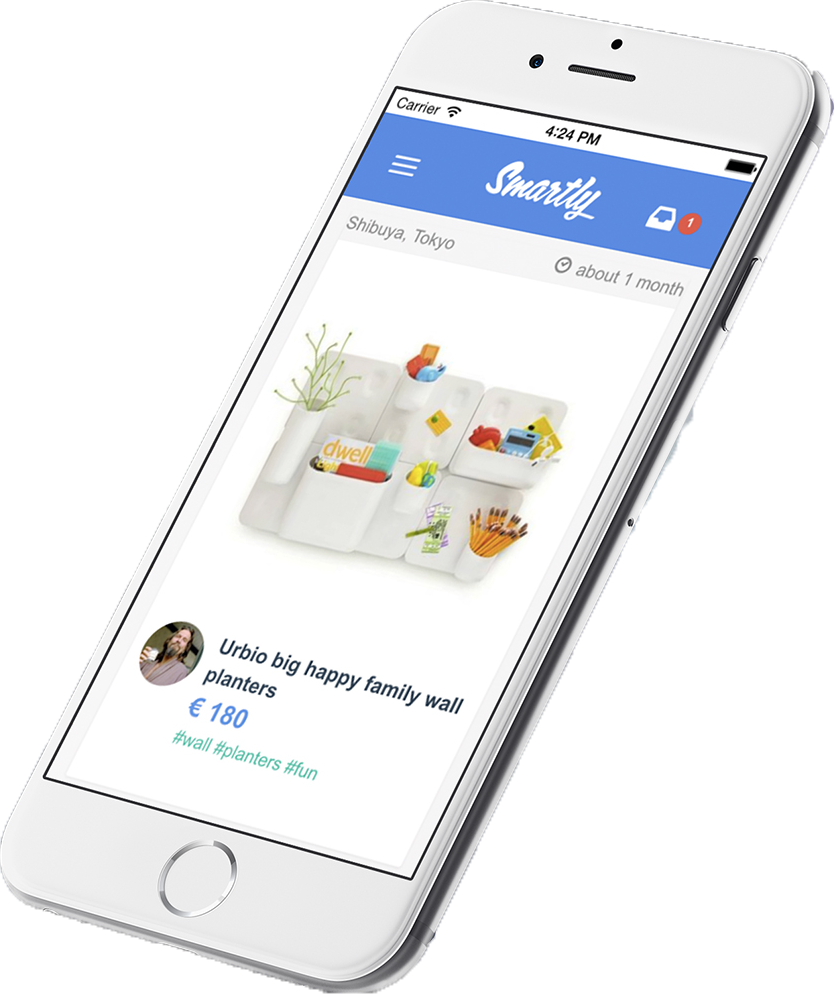 Carrier
4:24 PM
Smartly
1
Shibuya, Tokyo
about 1 month
dwell
Urbio big happy family wall
planters
€ 180
#wall #planters #fun